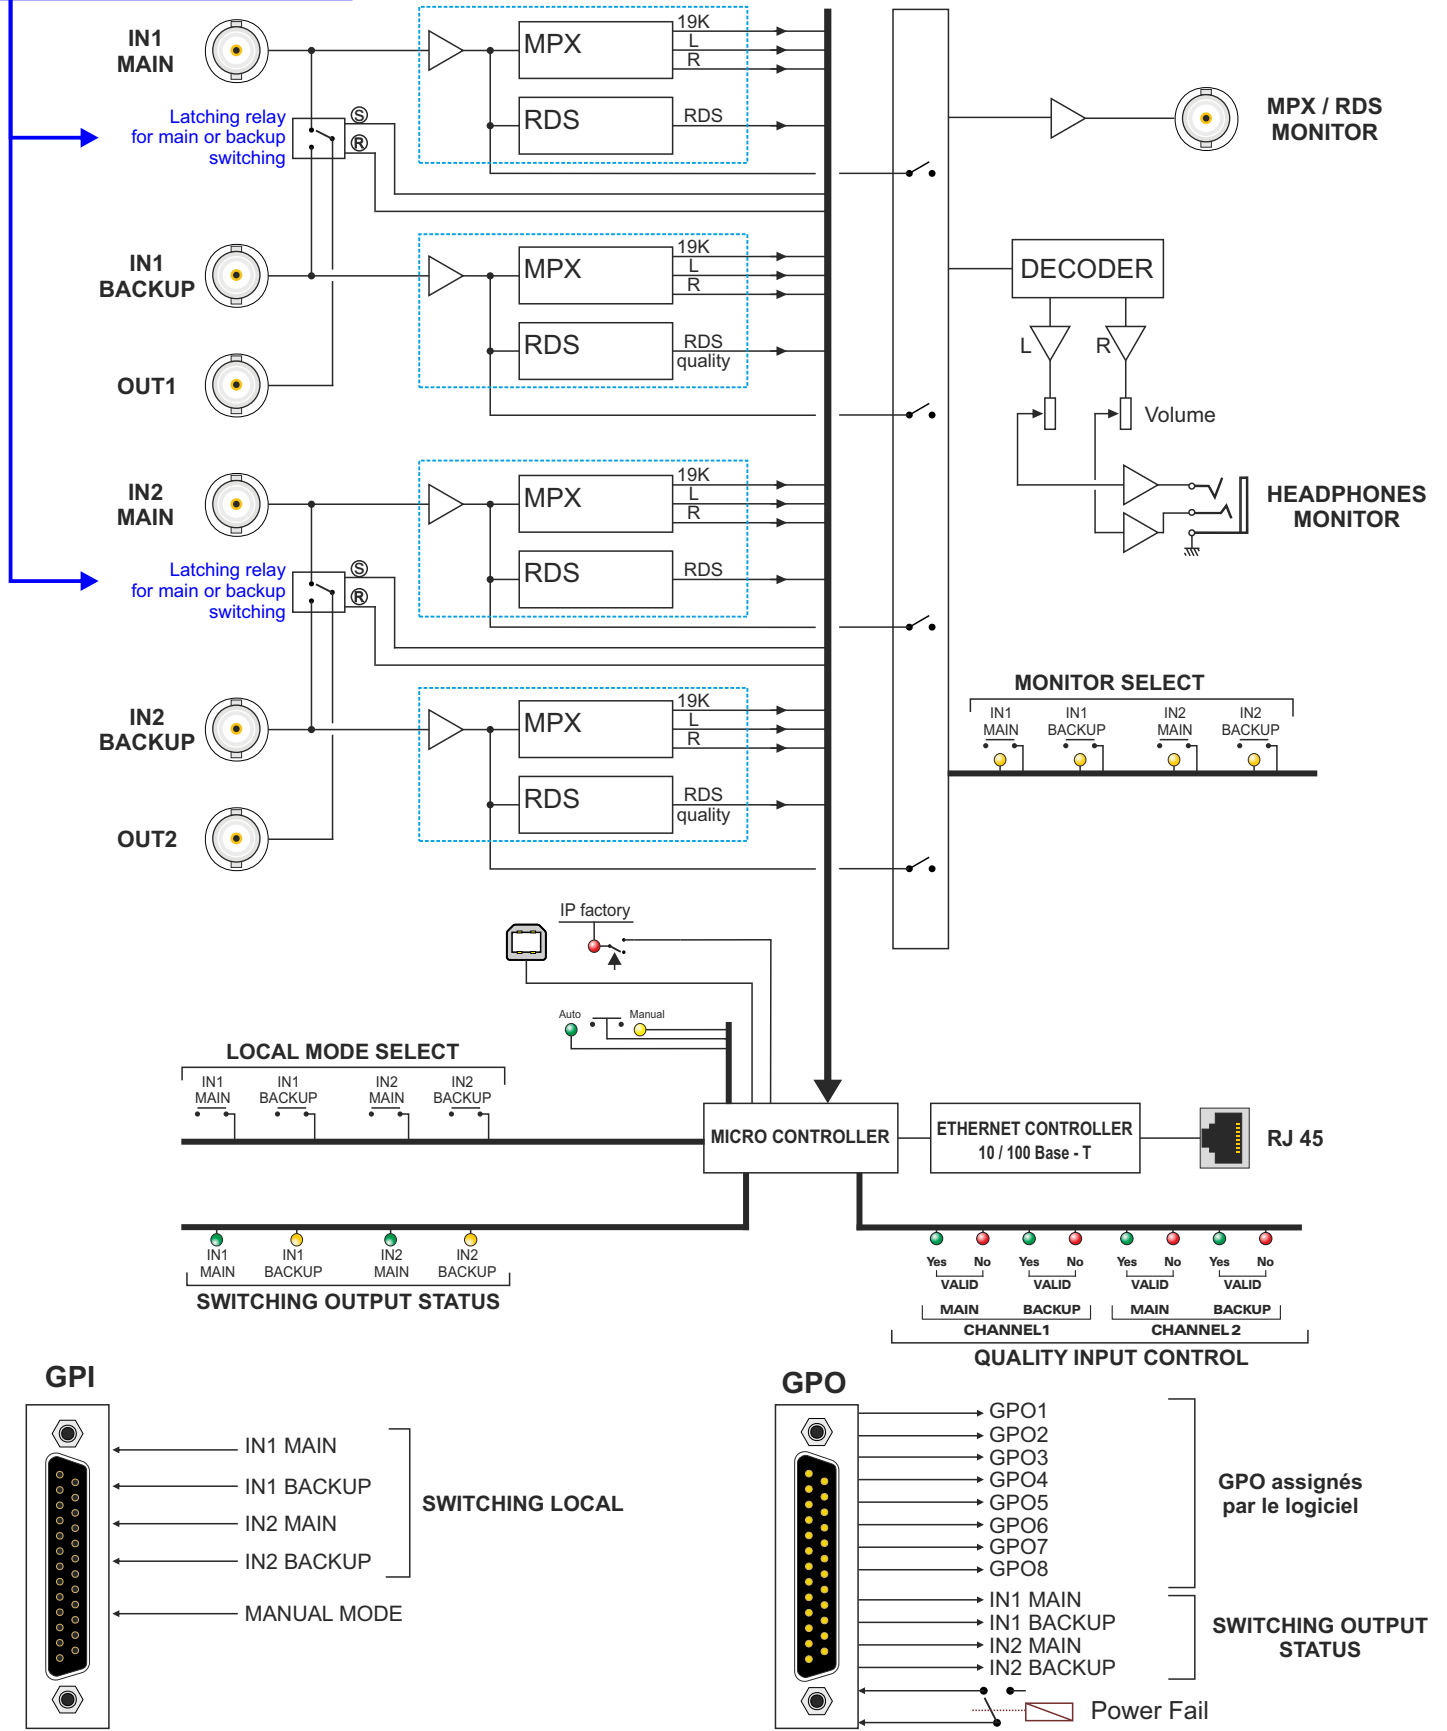 IN1
MAIN
MPX
19K
L
R
RDS
RDS
Latching relay
for main or backup
switching
S
R
MPX / RDS
MONITOR
IN1
BACKUP
MPX
19K
L
R
RDS
RDS
quality
OUT1
DECODER
L
R
Volume
HEADPHONES
MONITOR
IN2
MAIN
MPX
19K
L
R
RDS
RDS
Latching relay
for main or backup
switching
S
R
MONITOR SELECT
IN1
MAIN
IN1
BACKUP
IN2
MAIN
IN2
BACKUP
IN2
BACKUP
MPX
19K
L
R
RDS
RDS
quality
OUT2
IP factory
Auto
Manual
LOCAL MODE SELECT
IN1
MAIN
IN1
BACKUP
IN2
MAIN
IN2
BACKUP
MICRO CONTROLLER
ETHERNET CONTROLLER
10 / 100 Base - T
RJ 45
IN1
MAIN
IN1
BACKUP
IN2
MAIN
IN2
BACKUP
SWITCHING OUTPUT STATUS
Yes No Yes No Yes No Yes No
VALID VALID VALID VALID
MAIN BACKUP MAIN BACKUP
CHANNEL1 CHANNEL2
QUALITY INPUT CONTROL
GPI
IN1 MAIN
IN1 BACKUP
IN2 MAIN
IN2 BACKUP
SWITCHING LOCAL
MANUAL MODE
GPO
GPO1
GPO2
GPO3
GPO4
GPO5
GPO6
GPO7
GPO8
GPO assignés
par le logiciel
IN1 MAIN
IN1 BACKUP
IN2 MAIN
IN2 BACKUP
SWITCHING OUTPUT
STATUS
Power Fail